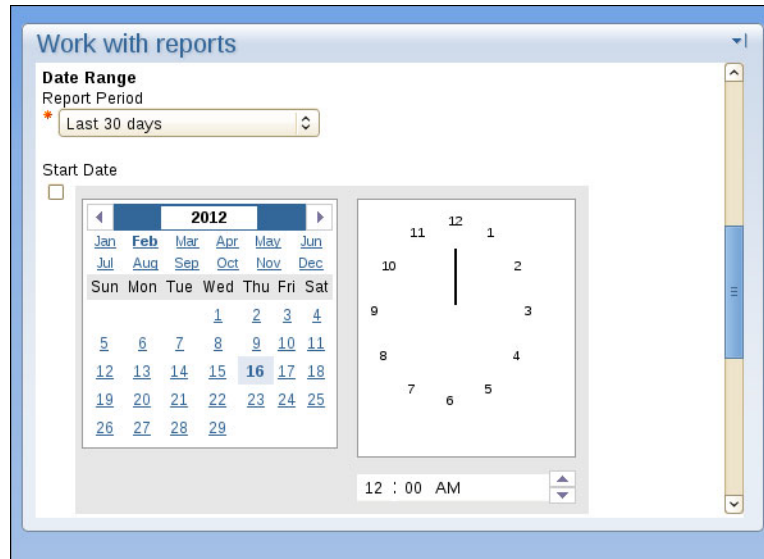 Work with reports
Date Range
Report Period
* Last 30 days
Start Date
2012
Jan Feb Mar Apr May Jun
Jul Aug Sep Oct Nov Dec
Sun Mon Tue Wed Thu Fri Sat
1 2 3 4
5 6 7 8 9 10 11
12 13 14 15 16 17 18
19 20 21 22 23 24 25
26 27 28 29
12
11 1
10 2
9 3
8 4
7 5
6
12 : 00 AM